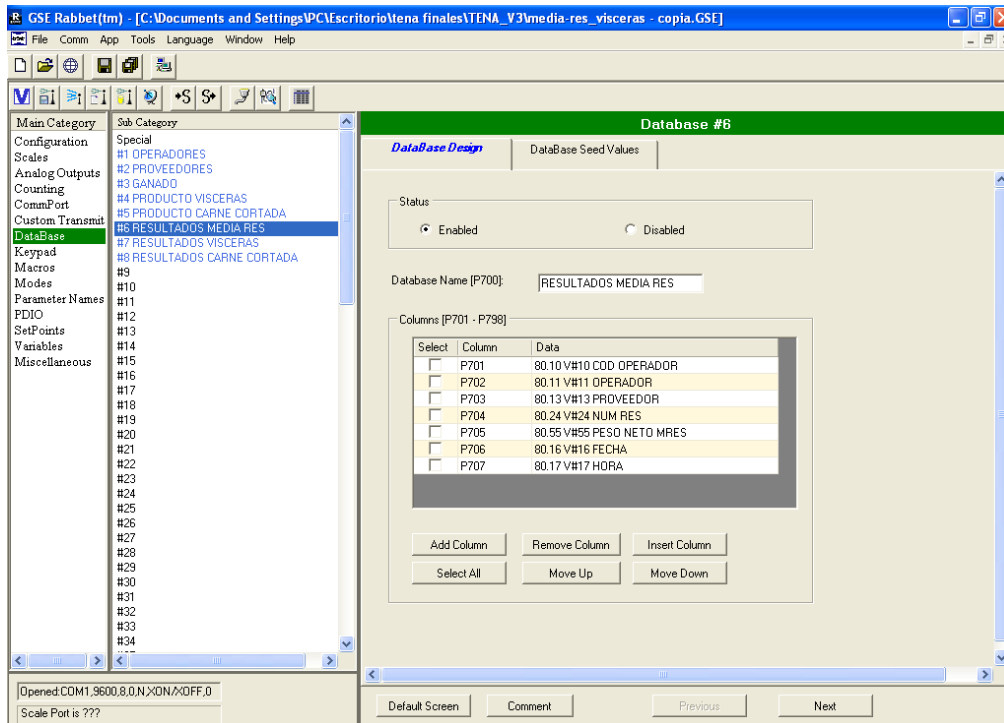 GSE Rabbet(tm) - [C:\Documents and Settings\PC\Escritorio\tena finales\TENA_V3\media-res_visceras - copia.GSE]
File Comm App Tools Language Window Help
Main Category
Configuration
Scales
Analog Outputs
Counting
CommPort
Custom Transmit
DataBase
Keypad
Macros
Modes
Parameter Names
PDIO
SetPoints
Variables
Miscellaneous
Sub Category
Special
#1 OPERADORES
#2 PROVEEDORES
#3 GANADO
#4 PRODUCTO VISCERAS
#5 PRODUCTO CARNE CORTADA
#6 RESULTADOS MEDIA RES
#7 RESULTADOS VISCERAS
#8 RESULTADOS CARNE CORTADA
#9
#10
#11
#12
#13
#14
#15
#16
#17
#18
#19
#20
#21
#22
#23
#24
#25
#26
#27
#28
#29
#30
#31
#32
#33
#34
Database #6
DataBase Design DataBase Seed Values
Status
Enabled Disabled
Database Name [P700]: RESULTADOS MEDIA RES
Columns [P701 - P798]
Select Column Data
P701 80.10 V#10 COD OPERADOR
P702 80.11 V#11 OPERADOR
P703 80.13 V#13 PROVEEDOR
P704 80.24 V#24 NUM RES
P705 80.55 V#55 PESO NETO MRES
P706 80.16 V#16 FECHA
P707 80.17 V#17 HORA
Add Column Remove Column Insert Column
Select All Move Up Move Down
Default Screen Comment Previous Next
Opened:COM1,9600,8,0,N,XON/XOFF,0
Scale Port is ???